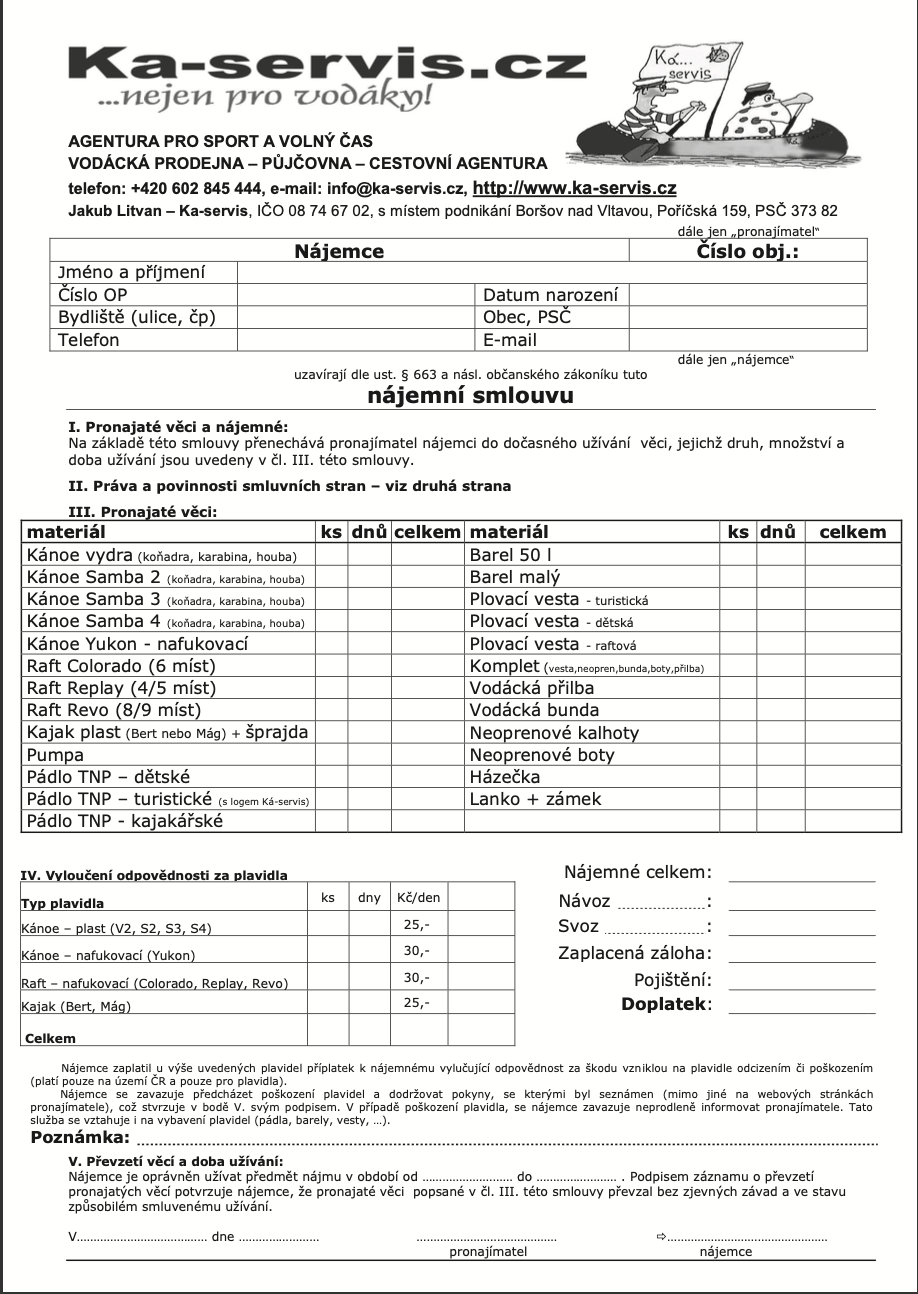 Ka-servis.cz
...nejen pro vodáky!
Ká...
servis
AGENTURA PRO SPORT A VOLNÝ ČAS
VODÁCKÁ PRODEJNA – PŮJČOVNA – CESTOVNÍ AGENTURA
telefon: +420 602 845 444, e-mail: info@ka-servis.cz, http://www.ka-servis.cz
Jakub Litvan – Ka-servis, IČO 08 74 67 02, s místem podnikání Boršov nad Vltavou, Poříčská 159, PSČ 373 82
dále jen „pronajímatel“
Nájemce Číslo obj.:
Jméno a příjmení
Číslo OP Datum narození
Bydliště (ulice, čp) Obec, PSČ
Telefon E-mail
dále jen „nájemce“
uzavírají dle ust. § 663 a násl. občanského zákoníku tuto
nájemní smlouvu
I. Pronajaté věci a nájemné:
Na základě této smlouvy přenechává pronajímatel nájemci do dočasného užívání věci, jejichž druh, množství a
doba užívání jsou uvedeny v čl. III. této smlouvy.
II. Práva a povinnosti smluvních stran – viz druhá strana
III. Pronajaté věci:
materiál ks dnů celkem materiál ks dnů celkem
Kánoe vydra (koňadra, karabina, houba) Barel 50 l
Kánoe Samba 2 (koňadra, karabina, houba) Barel malý
Kánoe Samba 3 (koňadra, karabina, houba) Plovací vesta - turistická
Kánoe Samba 4 (koňadra, karabina, houba) Plovací vesta - dětská
Kánoe Yukon - nafukovací Plovací vesta - raftová
Raft Colorado (6 míst) Komplet (vesta,neopren,bunda,boty,přilba)
Raft Replay (4/5 míst) Vodácká přilba
Raft Revo (8/9 míst) Vodácká bunda
Kajak plast (Bert nebo Mág) + šprajda Neoprenové kalhoty
Pumpa Neoprenové boty
Pádlo TNP – dětské Házečka
Pádlo TNP – turistické (s logem Ká-servis) Lanko + zámek
Pádlo TNP - kajakářské
IV. Vyloučení odpovědnosti za plavidla
Typ plavidla ks dny Kč/den
Kánoe – plast (V2, S2, S3, S4) 25,-
Kánoe – nafukovací (Yukon) 30,-
Raft – nafukovací (Colorado, Replay, Revo) 30,-
Kajak (Bert, Mág) 25,-
Celkem
Nájemné celkem:
Návoz ....................:
Svoz .......................:
Zaplacená záloha:
Pojištění:
Doplatek:
Nájemce zaplatil u výše uvedených plavidel příplatek k nájemnému vylučující odpovědnost za škodu vzniklou na plavidle odcizením či poškozením
(platí pouze na území ČR a pouze pro plavidla).
Nájemce se zavazuje předcházet poškození plavidel a dodržovat pokyny, se kterými byl seznámen (mimo jiné na webových stránkách
pronajímatele), což stvrzuje v bodě V. svým podpisem. V případě poškození plavidla, se nájemce zavazuje neprodleně informovat pronajímatele. Tato
služba se vztahuje i na vybavení plavidel (pádla, barely, vesty, …).
Poznámka: ........................................................................
V. Převzetí věcí a doba užívání:
Nájemce je oprávněn užívat předmět nájmu v období od ……………………… do …………………… . Podpisem záznamu o převzetí
pronajatých věcí potvrzuje nájemce, že pronajaté věci popsané v čl. III. této smlouvy převzal bez zjevných závad a ve stavu
způsobilém smluvenému užívání.
V………………………………… dne …………………… …………………………………… ⇨…………………………………………
pronajímatel nájemce